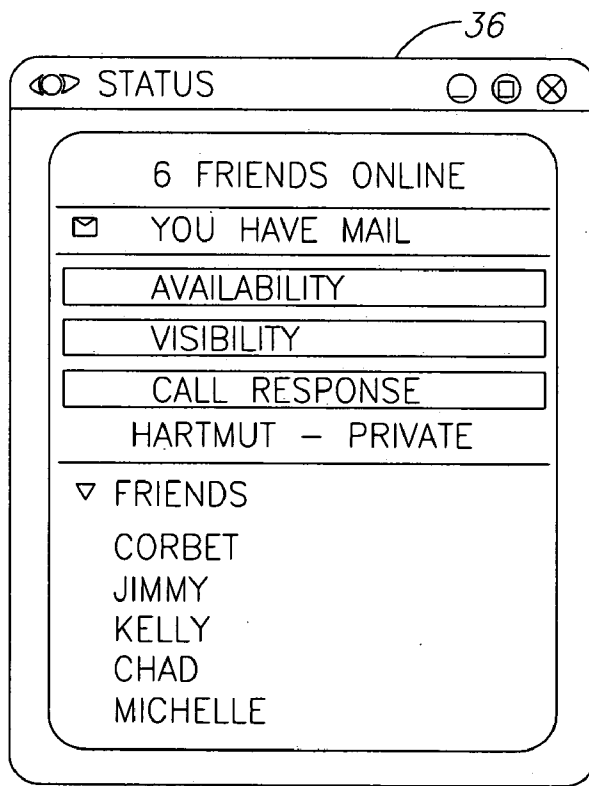 36
STATUS
6 FRIENDS ONLINE
YOU HAVE MAIL
AVAILABILITY
VISIBILITY
CALL RESPONSE
HARTMUT – PRIVATE
FRIENDS
CORBET
JIMMY
KELLY
CHAD
MICHELLE